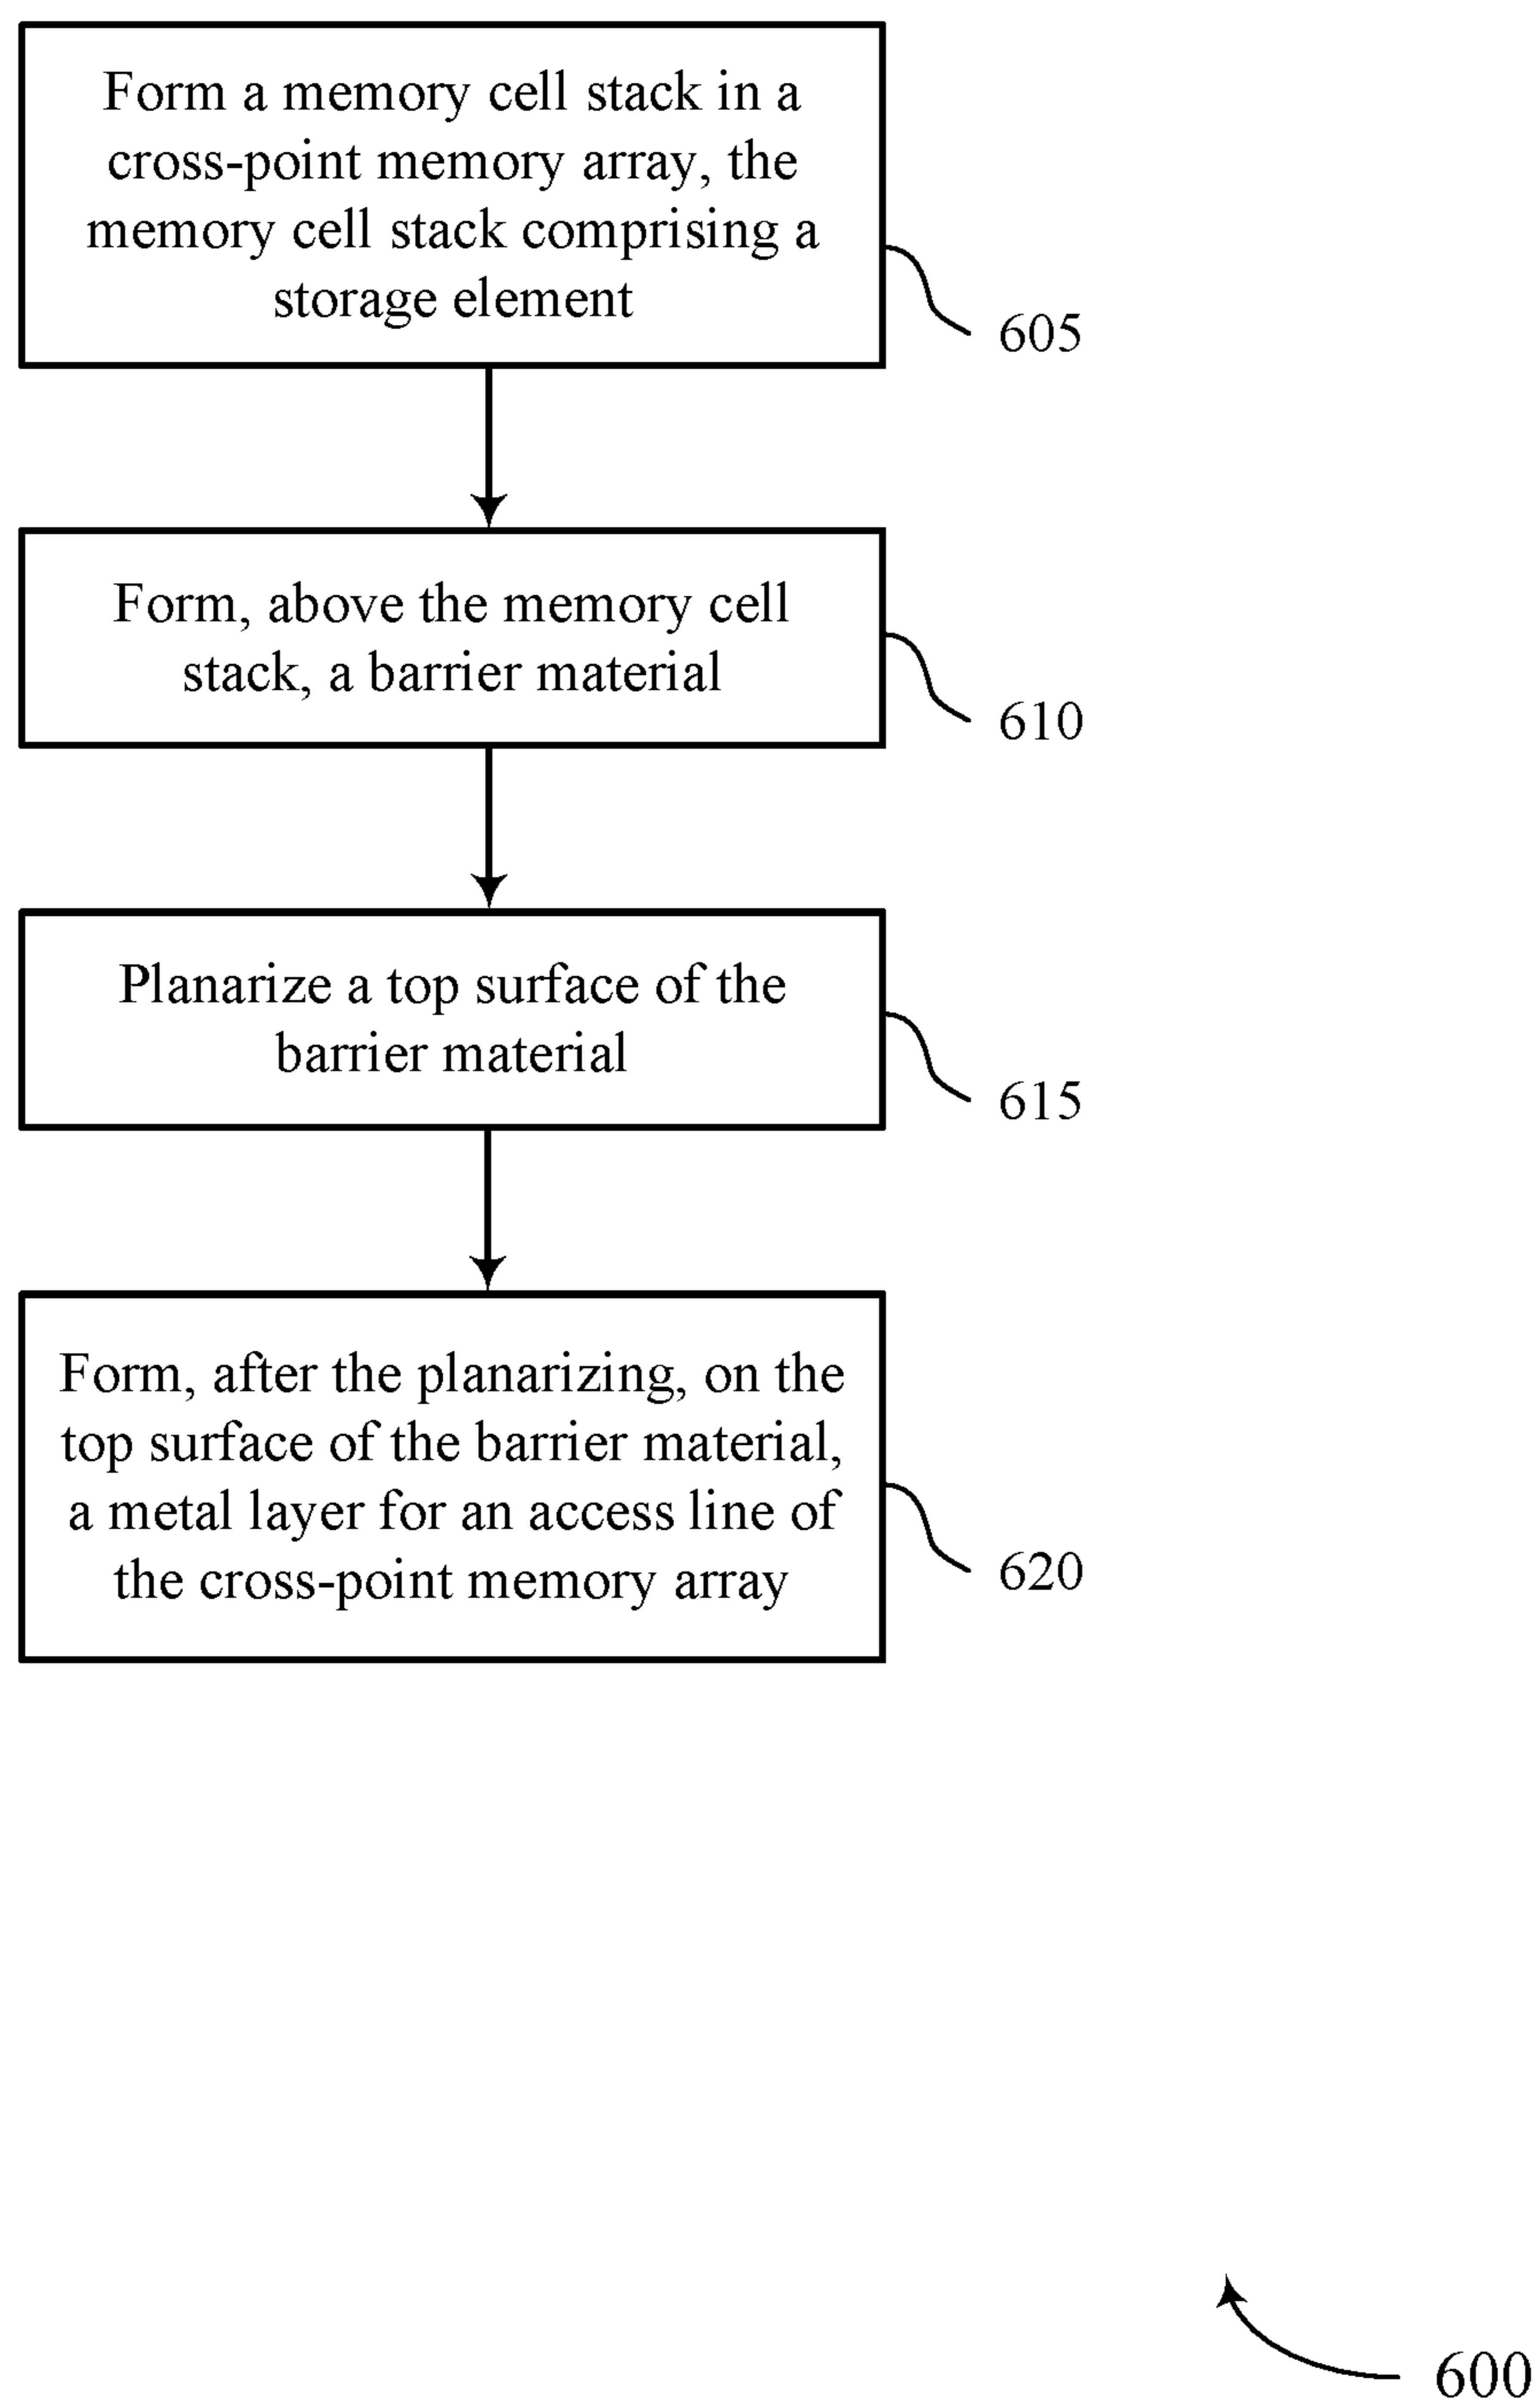 Form a memory cell stack in a
cross-point memory array, the
memory cell stack comprising a
storage element
605
Form, above the memory cell
stack, a barrier material
610
Planarize a top surface of the
barrier material
615
Form, after the planarizing, on the
top surface of the barrier material,
a metal layer for an access line of
the cross-point memory array
620
600